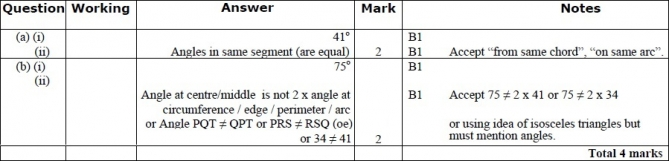 Question Working Answer Mark Notes
(a) (i) 41° B1
(ii) Angles in same segment (are equal) 2 B1 Accept “from same chord”, “on same arc”.
(b) (i) 75° B1
(ii)
Angle at centre/middle is not 2 x angle at B1 Accept 75 ≠ 2 x 41 or 75 ≠ 2 x 34
circumference / edge / perimeter / arc
or Angle PQT ≠ QPT or PRS ≠ RSQ (oe) or using idea of isosceles triangles but
or 34 ≠ 41 2 must mention angles.
Total 4 marks